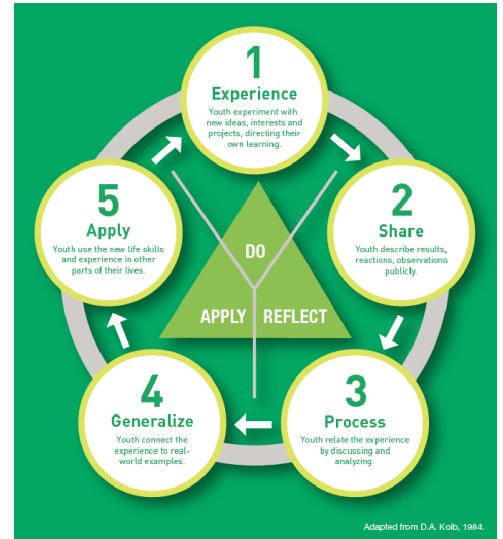 1
Experience
Youth experiment with
new ideas, interests and
projects, directing their
own learning.
2
Share
Youth describe results,
reactions, observations
publicly.
3
Process
Youth relate the experience
by discussing and
analyzing.
4
Generalize
Youth connect the
experience to real-
world examples.
5
Apply
Youth use the new life skills
and experience in other
parts of their lives.
DO
APPLY
REFLECT
Adapted from D.A. Kolb, 1984.